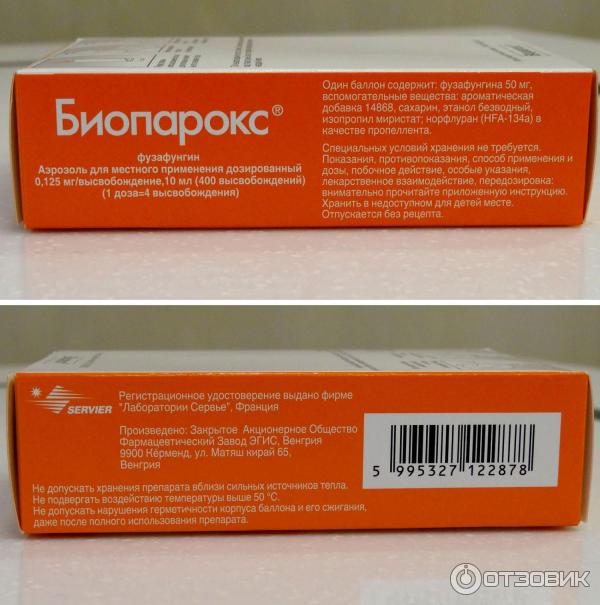 Биопарокс®
фузафунгин
Аэрозоль для местного применения дозированный
0,125 мг/высвобождение,10 мл (400 высвобождений)
(1 доза=4 высвобождения)
Один баллон содержит: фузафунгина 50 мг,
вспомогательные вещества: ароматическая
добавка 14868, сахарин, этанол безводный,
изопропил миристат; норфлуран (HFA-134a) в
качестве пропеллента.
Специальных условий хранения не требуется.
Показания, противопоказания, способ применения и
дозы, побочное действие, особые указания,
лекарственное взаимодействие, передозировка:
внимательно прочитайте приложенную инструкцию.
Хранить в недоступном для детей месте.
Отпускается без рецепта.
SERVIER
Регистрационное удостоверение выдано фирме
"Лаборатории Сервье", Франция
Произведено: Закрытое Акционерное Общество
Фармацевтический Завод ЭГИС, Венгрия
9900 Кёрменд, ул. Матяш кирай 65,
Венгрия
5 995327 122878
Не допускать хранения препарата вблизи сильных источников тепла.
Не подвергать воздействию температуры выше 50 °C.
Не допускать нарушения герметичности корпуса баллона и его сжигания,
даже после полного использования препарата.
ОТЗОВИК